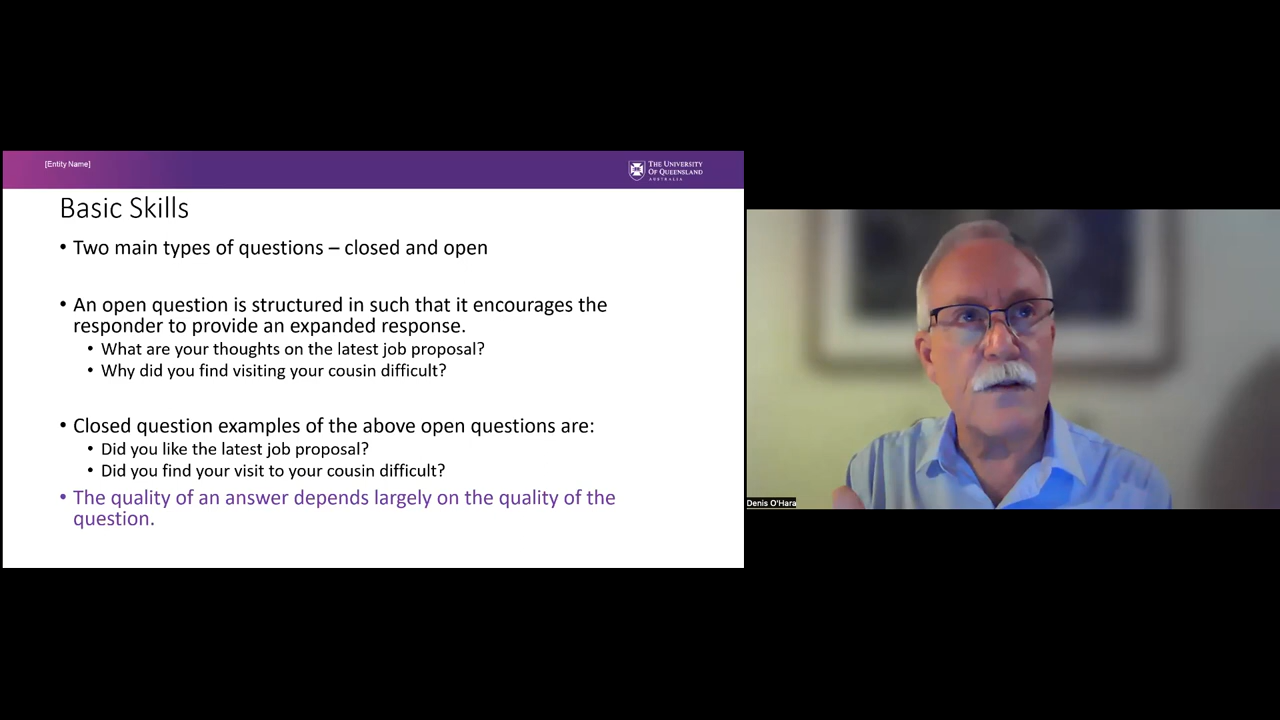 [Entity Name]
THE UNIVERSITY
OF QUEENSLAND
AUSTRALIA
Basic Skills
• Two main types of questions – closed and open
• An open question is structured in such that it encourages the
responder to provide an expanded response.
• What are your thoughts on the latest job proposal?
• Why did you find visiting your cousin difficult?
• Closed question examples of the above open questions are:
• Did you like the latest job proposal?
• Did you find your visit to your cousin difficult?
• The quality of an answer depends largely on the quality of the
question.
Denis O'Hara